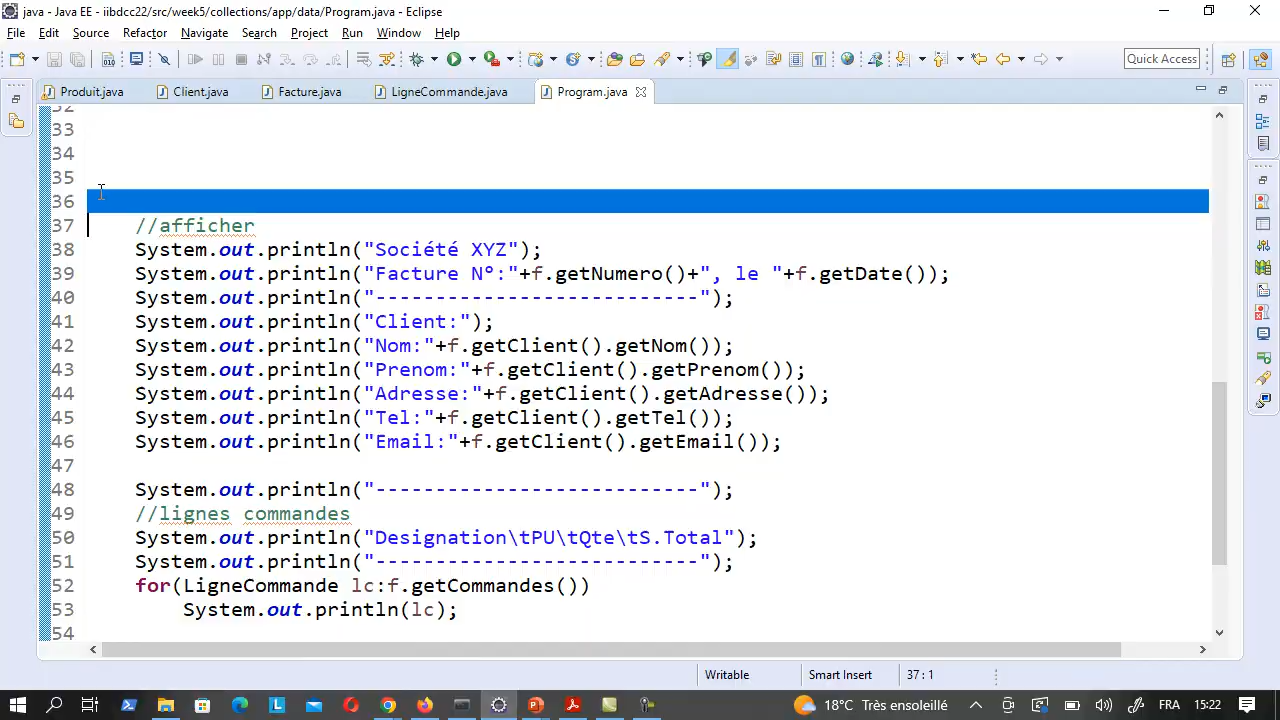 java - Java EE - iibdcc22/src/week5/collections/app/data/Program.java - Eclipse
File Edit Source Refactor Navigate Search Project Run Window Help
Quick Access
Produit.java Client.java Facture.java LigneCommande.java Program.java
32
33
34
35
36
37 //afficher
38 System.out.println("Société XYZ");
39 System.out.println("Facture N°:"+f.getNumero()+", le "+f.getDate());
40 System.out.println("---------------------------");
41 System.out.println("Client:");
42 System.out.println("Nom:"+f.getClient().getNom());
43 System.out.println("Prenom:"+f.getClient().getPrenom());
44 System.out.println("Adresse:"+f.getClient().getAdresse());
45 System.out.println("Tel:"+f.getClient().getTel());
46 System.out.println("Email:"+f.getClient().getEmail());
47
48 System.out.println("---------------------------");
49 //lignes commandes
50 System.out.println("Designation\tPU\tQte\tS.Total");
51 System.out.println("---------------------------");
52 for(LigneCommande lc:f.getCommandes())
53 System.out.println(lc);
54
Writable Smart Insert 37 : 1
18°C Très ensoleillé FRA 15:22